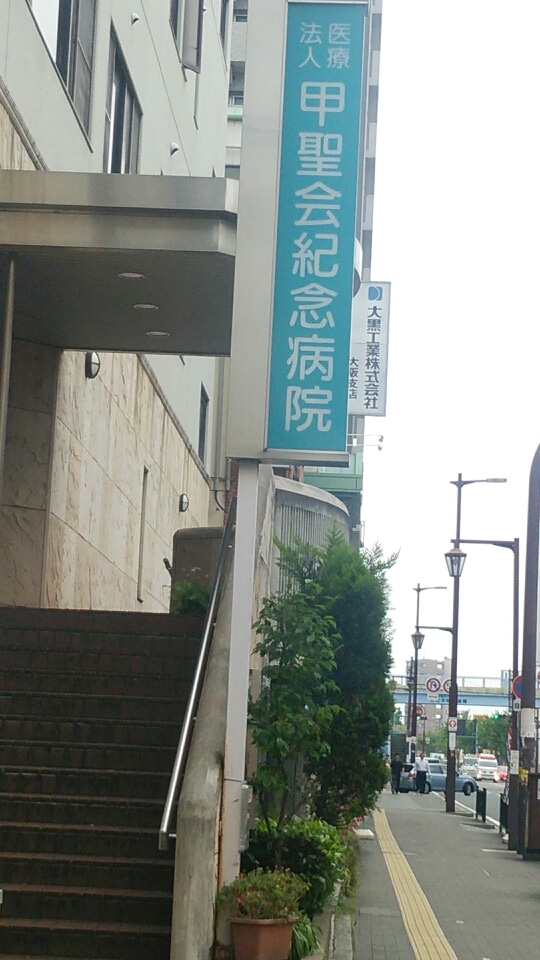 医療
法人
甲聖会紀念病院
大黒工業株式会社
大阪支店